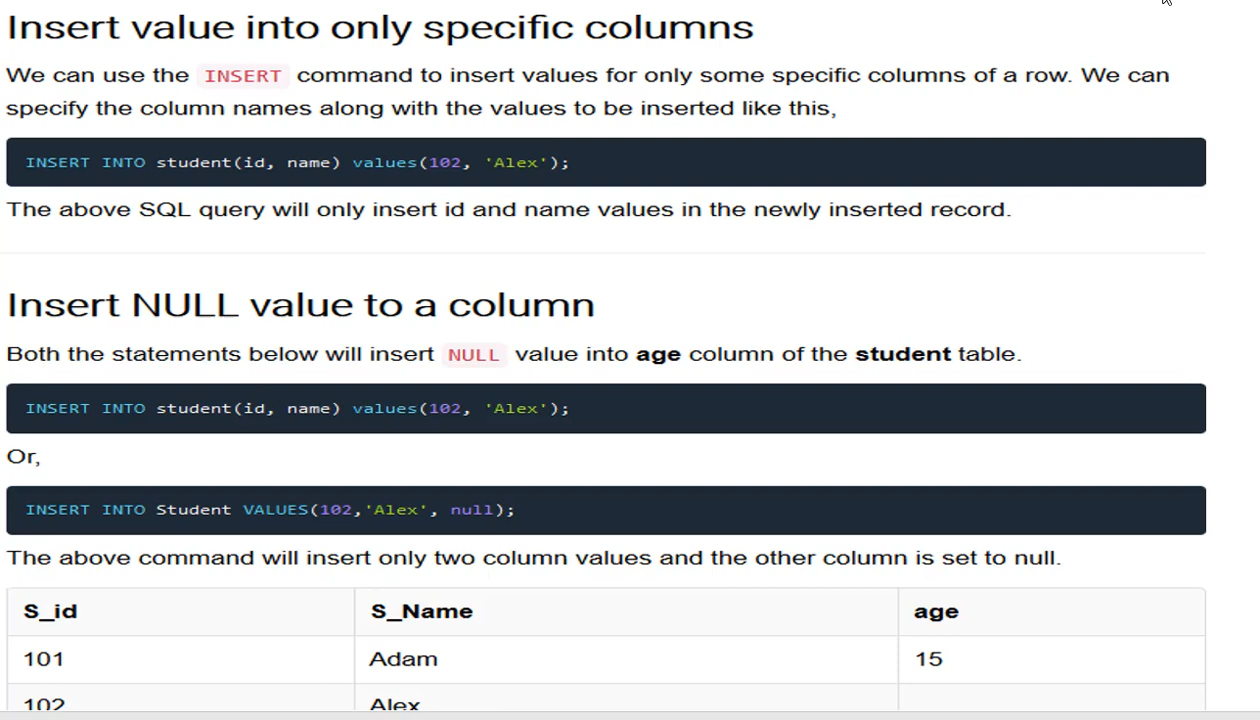 Insert value into only specific columns
We can use the INSERT command to insert values for only some specific columns of a row. We can
specify the column names along with the values to be inserted like this,
INSERT INTO student(id, name) values(102, 'Alex');
The above SQL query will only insert id and name values in the newly inserted record.
Insert NULL value to a column
Both the statements below will insert NULL value into age column of the student table.
INSERT INTO student(id, name) values(102, 'Alex');
Or,
INSERT INTO Student VALUES(102,'Alex', null);
The above command will insert only two column values and the other column is set to null.
S_id S_Name age
101 Adam 15
102 Alex